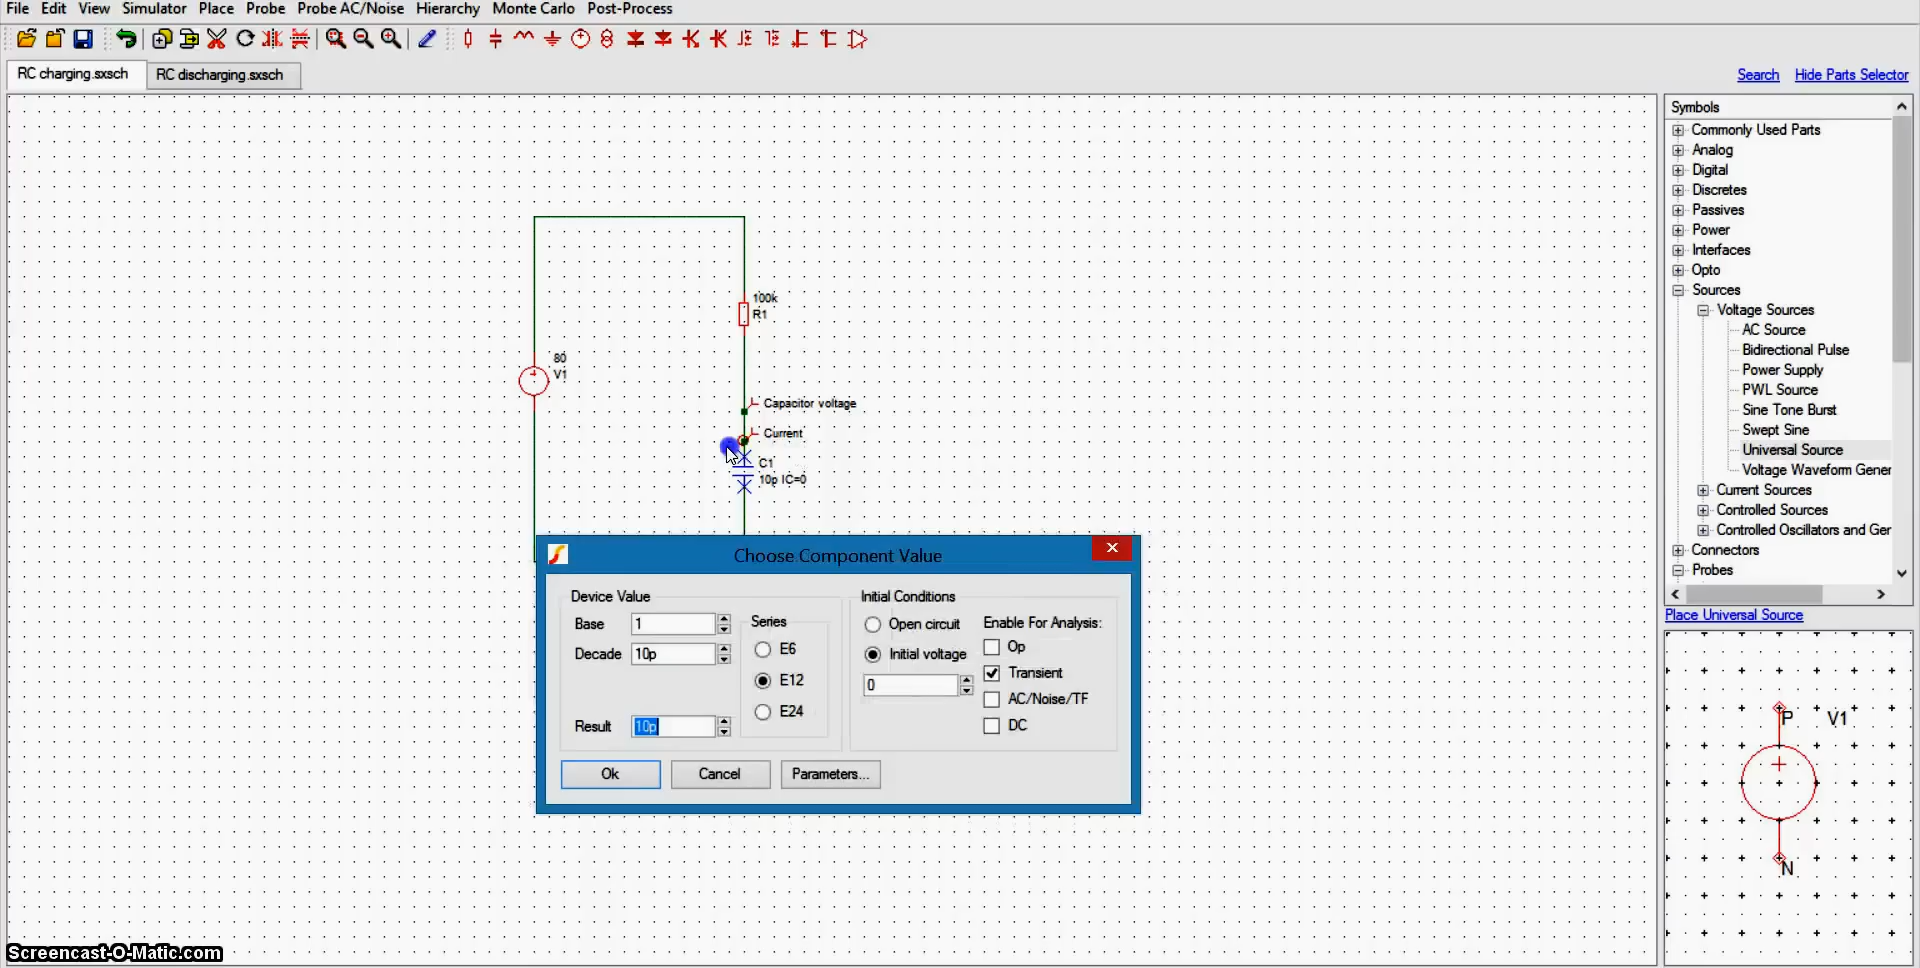 File Edit View Simulator Place Probe Probe AC/Noise Hierarchy Monte Carlo Post-Process
RC charging.sxsch RC discharging.sxsch
Search Hide Parts Selector
Symbols
Commonly Used Parts
Analog
Digital
Discretes
Passives
Power
Interfaces
Opto
Sources
Voltage Sources
AC Source
Bidirectional Pulse
Power Supply
PWL Source
Sine Tone Burst
Swept Sine
Universal Source
Voltage Waveform Gener
Current Sources
Controlled Sources
Controlled Oscillators and Ger
Connectors
Probes
Place Universal Source
P V1
N
100k
R1
80
V1
Capacitor voltage
Current
C1
10p IC=0
Choose Component Value
Device Value
Base 1
Decade 10p
Result 10p
Series
E6
E12
E24
Initial Conditions
Open circuit
Initial voltage
0
Enable For Analysis:
Op
Transient
AC/Noise/TF
DC
Ok Cancel Parameters...
Screencast-O-Matic.com